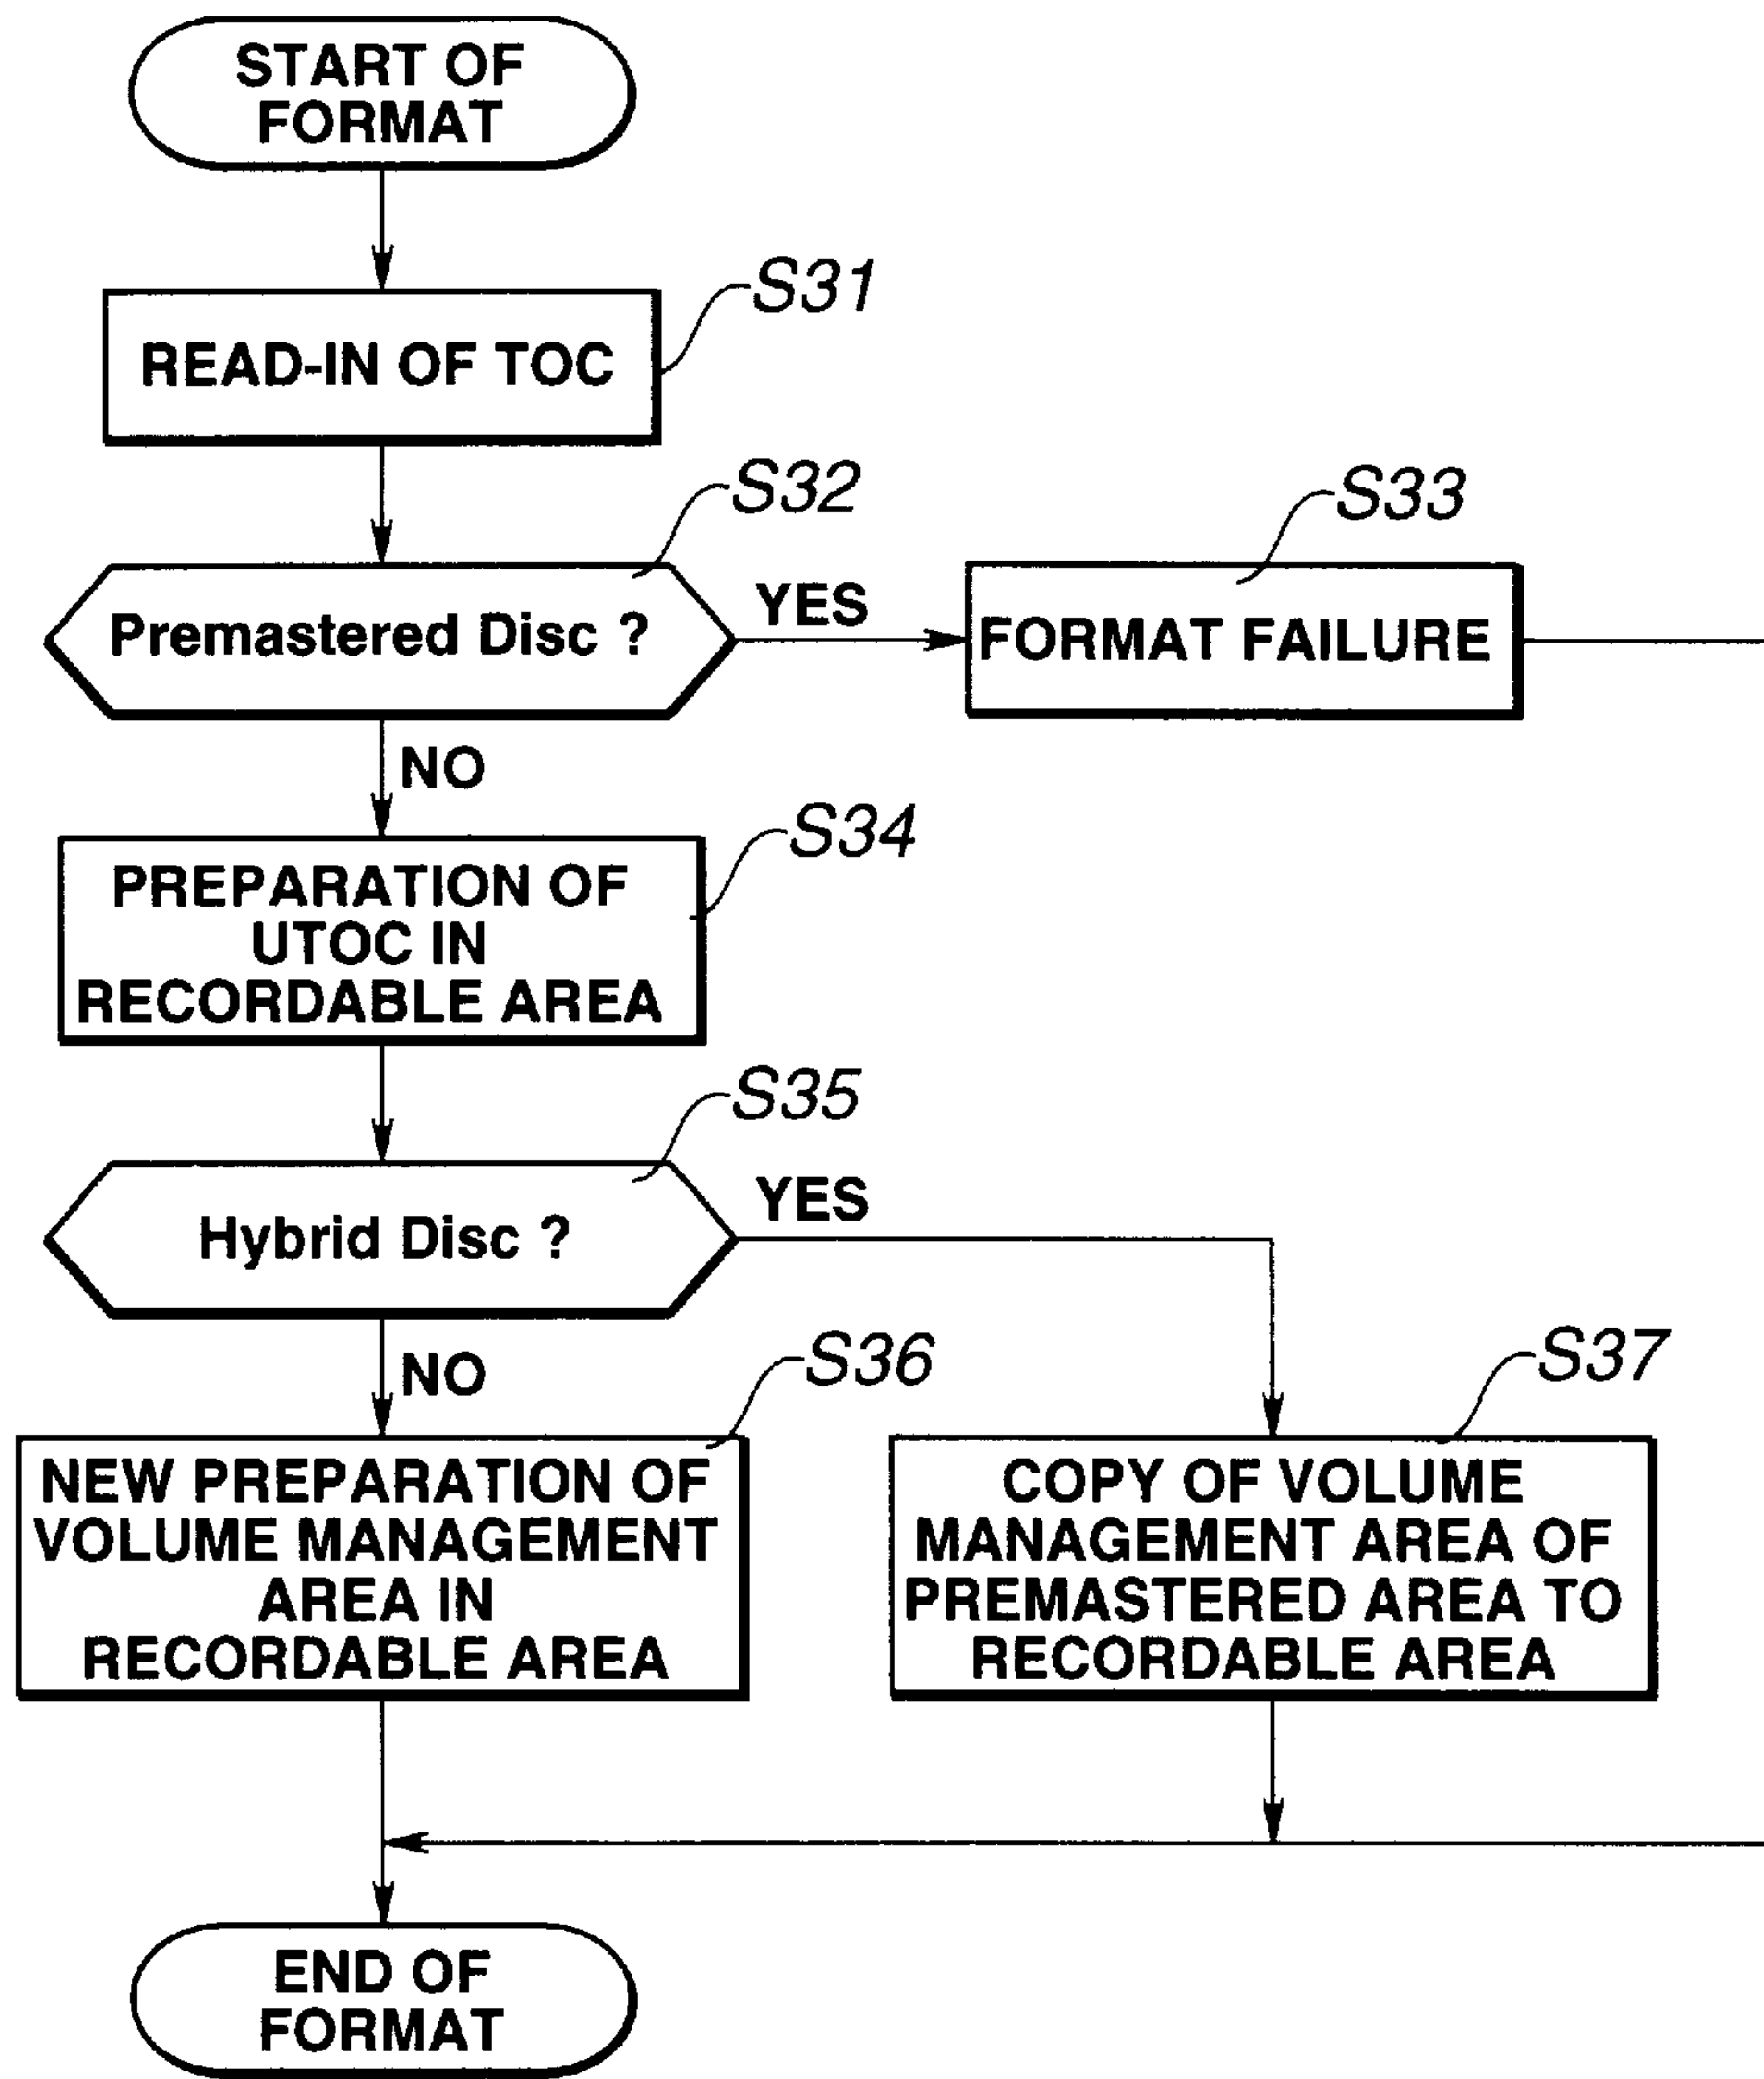 START OF
FORMAT
S31
READ-IN OF TOC
S32
Premastered Disc ?
YES
S33
FORMAT FAILURE
NO
S34
PREPARATION OF
UTOC IN
RECORDABLE AREA
S35
Hybrid Disc ?
YES
NO
S36
NEW PREPARATION OF
VOLUME MANAGEMENT
AREA IN
RECORDABLE AREA
S37
COPY OF VOLUME
MANAGEMENT AREA OF
PREMASTERED AREA TO
RECORDABLE AREA
END OF
FORMAT